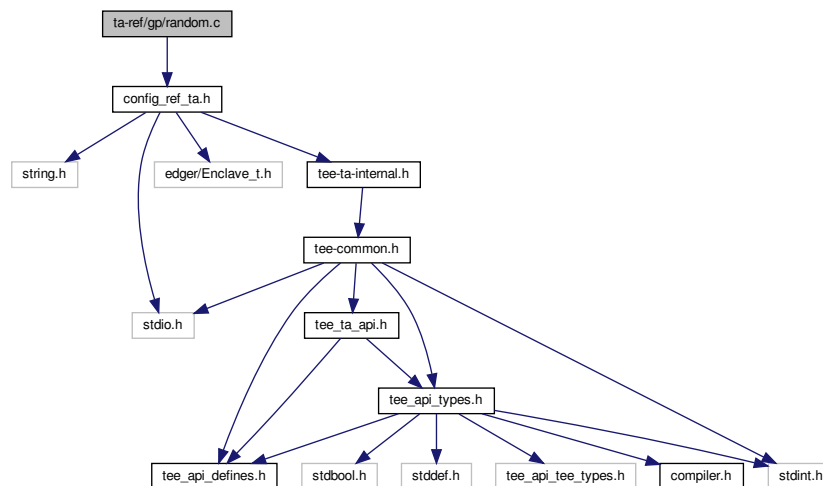 ta-ref/gp/random.c
config_ref_ta.h
string.h
edger/Enclave_t.h
tee-ta-internal.h
tee-common.h
stdio.h
tee_ta_api.h
tee_api_types.h
tee_api_defines.h
stdbool.h
stddef.h
tee_api_tee_types.h
compiler.h
stdint.h